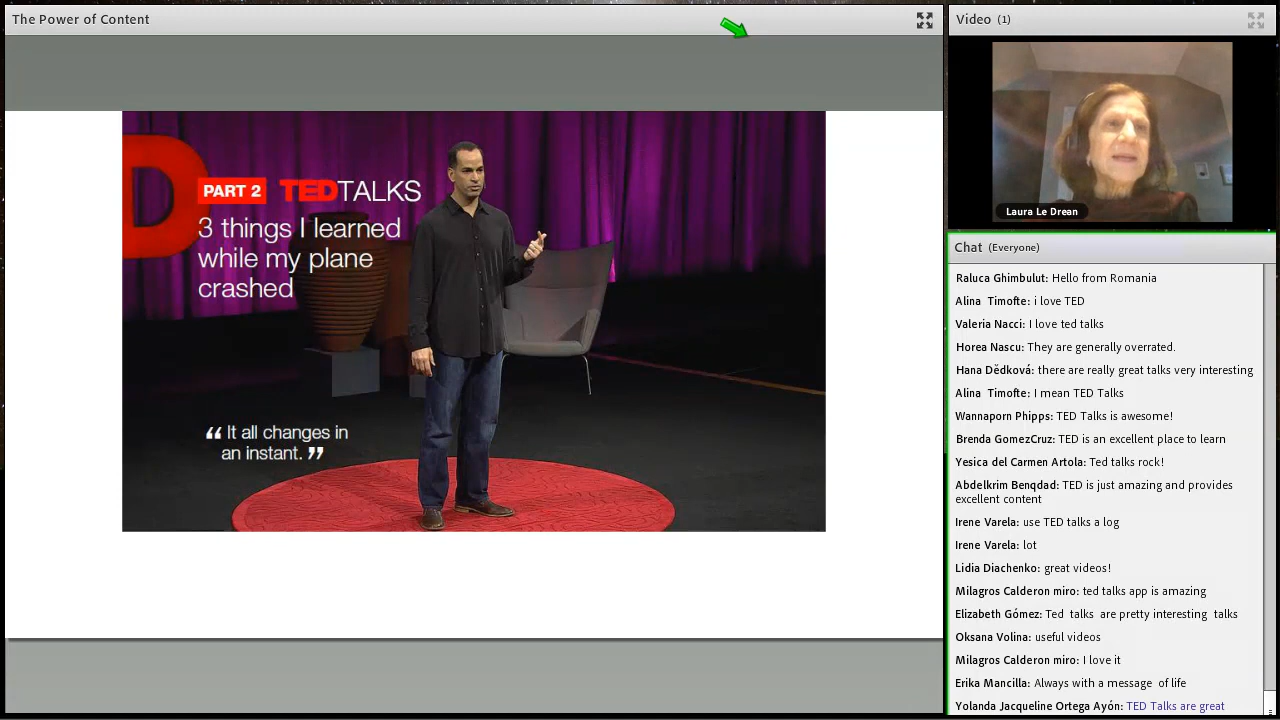 The Power of Content
PART 2 TEDTALKS
3 things I learned
while my plane
crashed
“ It all changes in
an instant. ”
D
Video (1)
Laura Le Drean
Chat (Everyone)
Raluca Ghimbulut: Hello from Romania
Alina Timofte: i love TED
Valeria Nacci: I love ted talks
Horea Nascu: They are generally overrated.
Hana Dĕdková: there are really great talks very interesting
Alina Timofte: I mean TED Talks
Wannaporn Phipps: TED Talks is awesome!
Brenda GomezCruz: TED is an excellent place to learn
Yesica del Carmen Artola: Ted talks rock!
Abdelkrim Benqdad: TED is just amazing and provides
excellent content
Irene Varela: use TED talks a log
Irene Varela: lot
Lidia Diachenko: great videos!
Milagros Calderon miro: ted talks app is amazing
Elizabeth Gómez: Ted talks are pretty interesting talks
Oksana Volina: useful videos
Milagros Calderon miro: I love it
Erika Mancilla: Always with a message of life
Yolanda Jacqueline Ortega Ayón: TED Talks are great